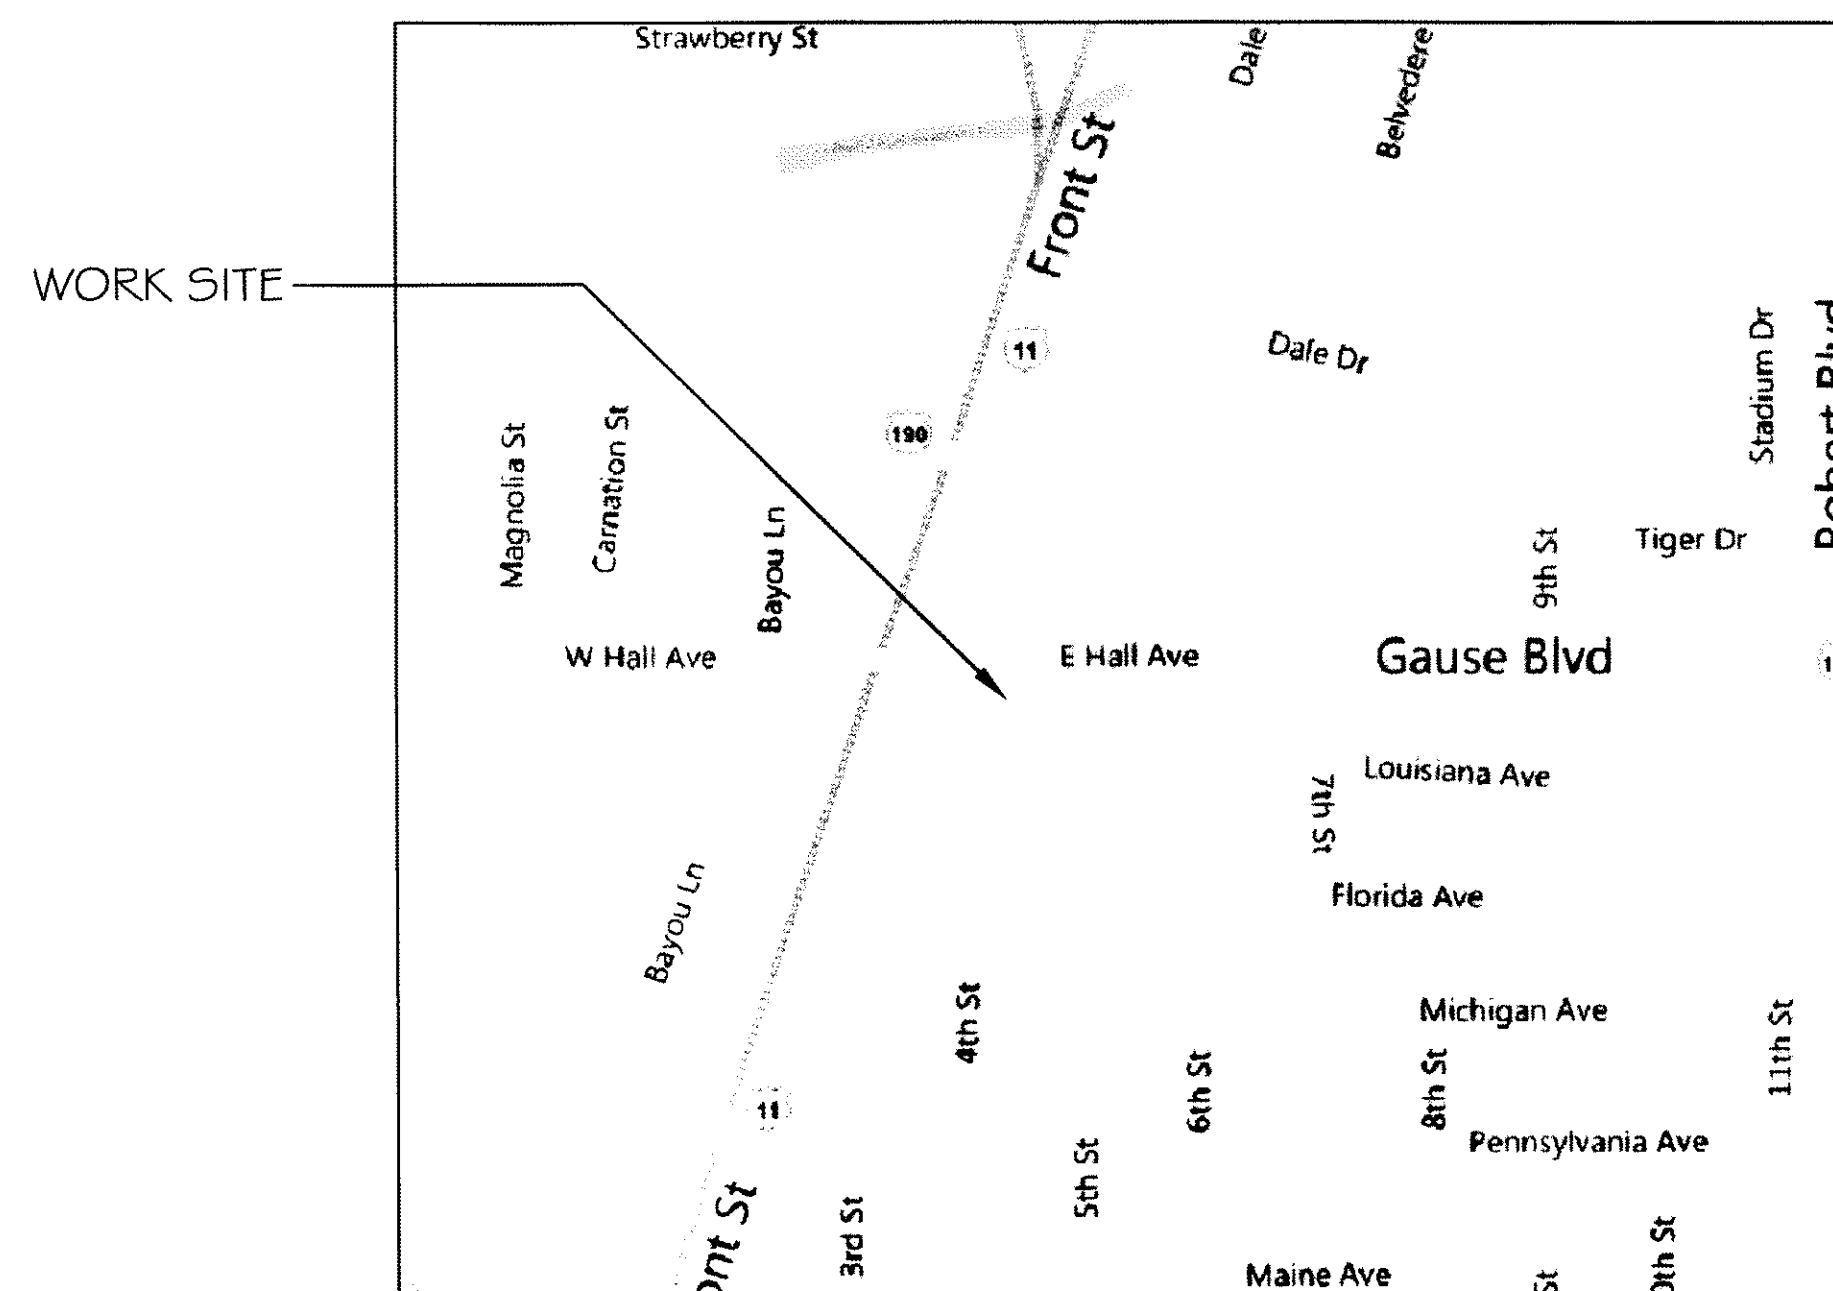 Strawberry St
Dale
Belvedere
Front St
WORK SITE
11
Dale Dr
Stadium Dr
190
Magnolia St
Carnation St
Bayou Ln
9th St
Tiger Dr
W Hall Ave
E Hall Ave
Gause Blvd
Louisiana Ave
7th St
Florida Ave
Bayou Ln
4th St
Michigan Ave
11th St
6th St
8th St
11
Pennsylvania Ave
5th St
3rd St
Maine Ave
St